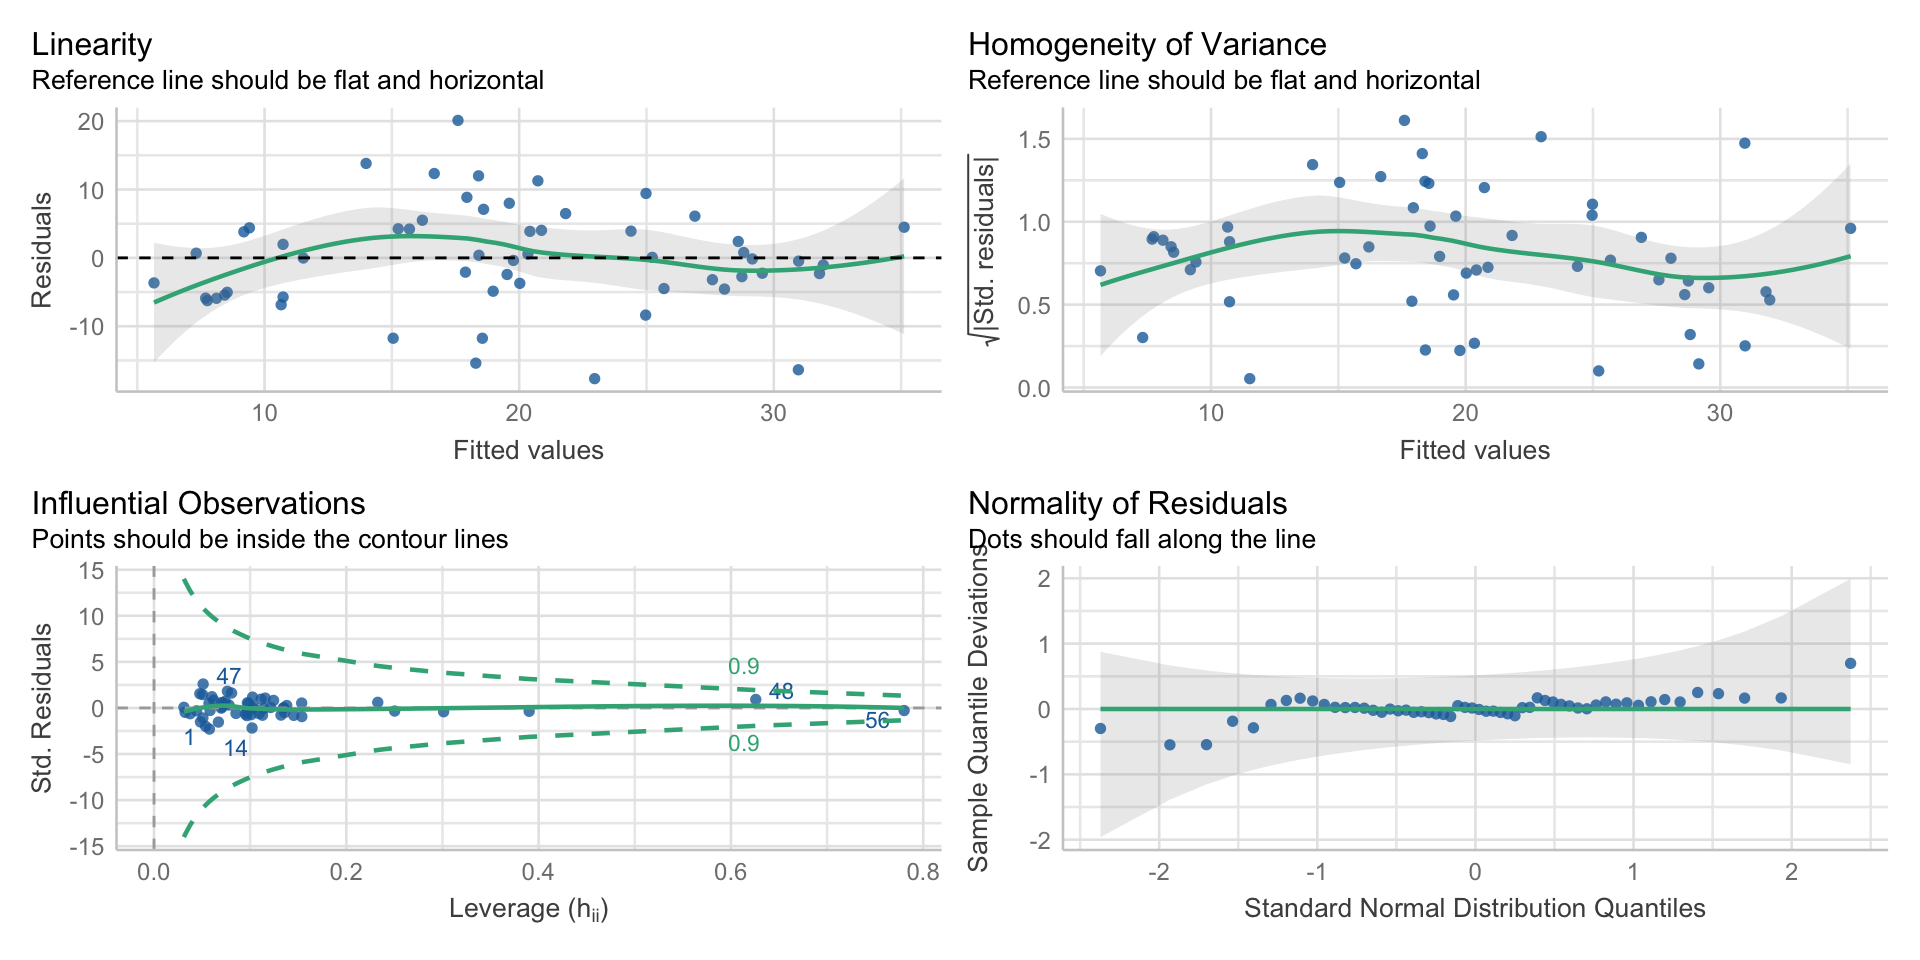 Linearity
Reference line should be flat and horizontal
20
10
0
-10
Residuals
10
20
30
Fitted values
Homogeneity of Variance
Reference line should be flat and horizontal
1.5
1.0
0.5
0.0
√|Std. residuals|
10
20
30
Fitted values
Influential Observations
Points should be inside the contour lines
15
10
5
0
-5
-10
-15
Std. Residuals
47
0.9
48
56
1
14
0.9
0.0
0.2
0.4
0.6
0.8
Leverage (hii)
Normality of Residuals
Dots should fall along the line
2
1
0
-1
-2
Sample Quantile Deviations
-2
-1
0
1
2
Standard Normal Distribution Quantiles